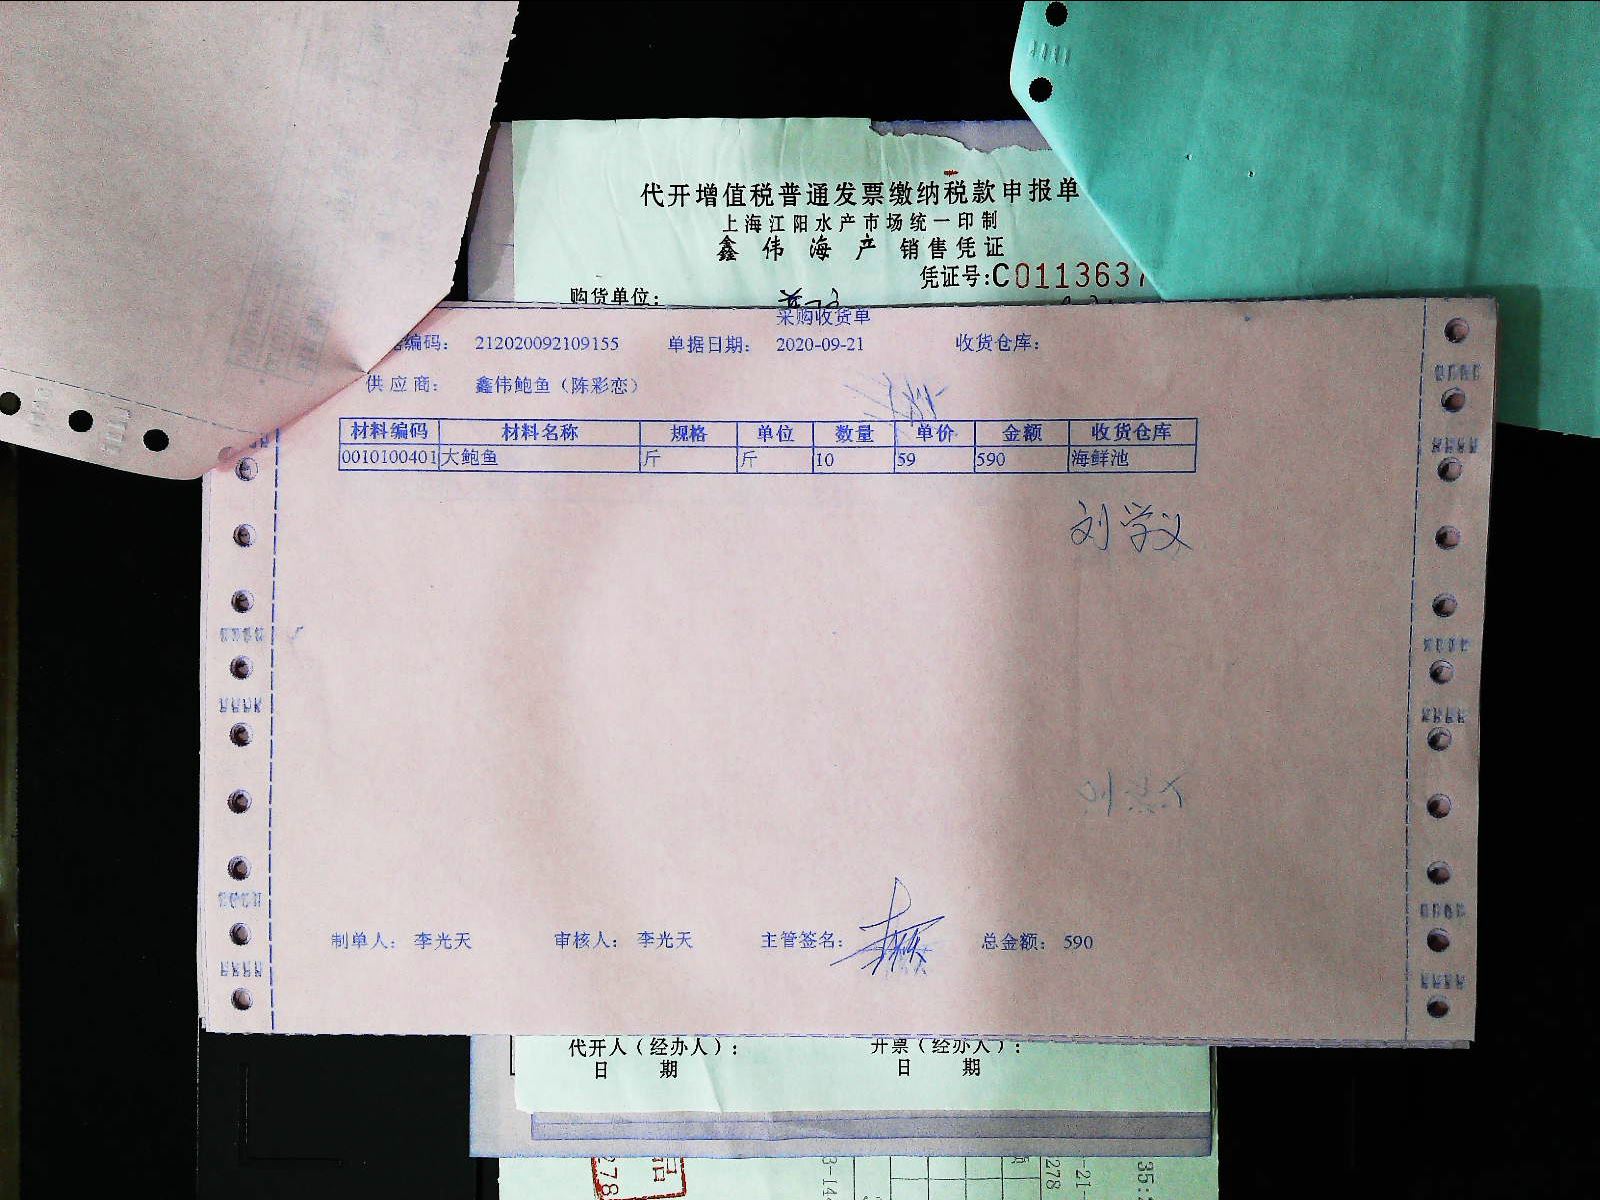 代开增值税普通发票缴纳税款申报单
上海江阳水产市场统一印制
鑫伟海产销售凭证
凭证号:C0113637
购货单位：
采购收货单
编码： 212020092109155 单据日期： 2020-09-21 收货仓库：
供应商： 鑫伟鲍鱼（陈彩恋）
材料编码 材料名称 规格 单位 数量 单价 金额 收货仓库
0010100401 大鲍鱼 斤 斤 10 59 590 海鲜池
刘学义
制单人： 李光天 审核人： 李光天 主管签名： 总金额： 590
代开人（经办人）： 开票（经办人）：
日 期 日 期